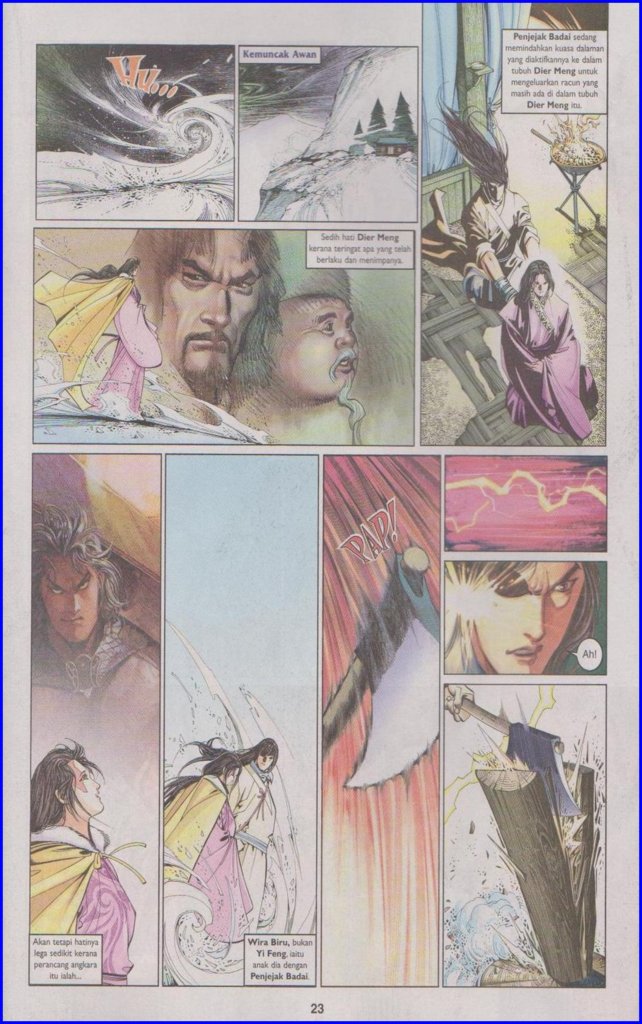 HU...
Kemuncak Awan
Penjejak Badai sedang
memindahkan kuasa dalaman
yang diaktifkannya ke dalam
tubuh Dier Meng untuk
mengeluarkan racun yang
masih ada di dalam tubuh
Dier Meng itu.
Sedih hati Dier Meng
kerana teringat apa yang telah
berlaku dan menimpanya.
Akan tetapi hatinya
lega sedikit kerana
perancang angkara
itu ialah...
Wira Biru, bukan
Yi Feng, iaitu
anak dia dengan
Penjejak Badai.
PAP!
Ah!
23